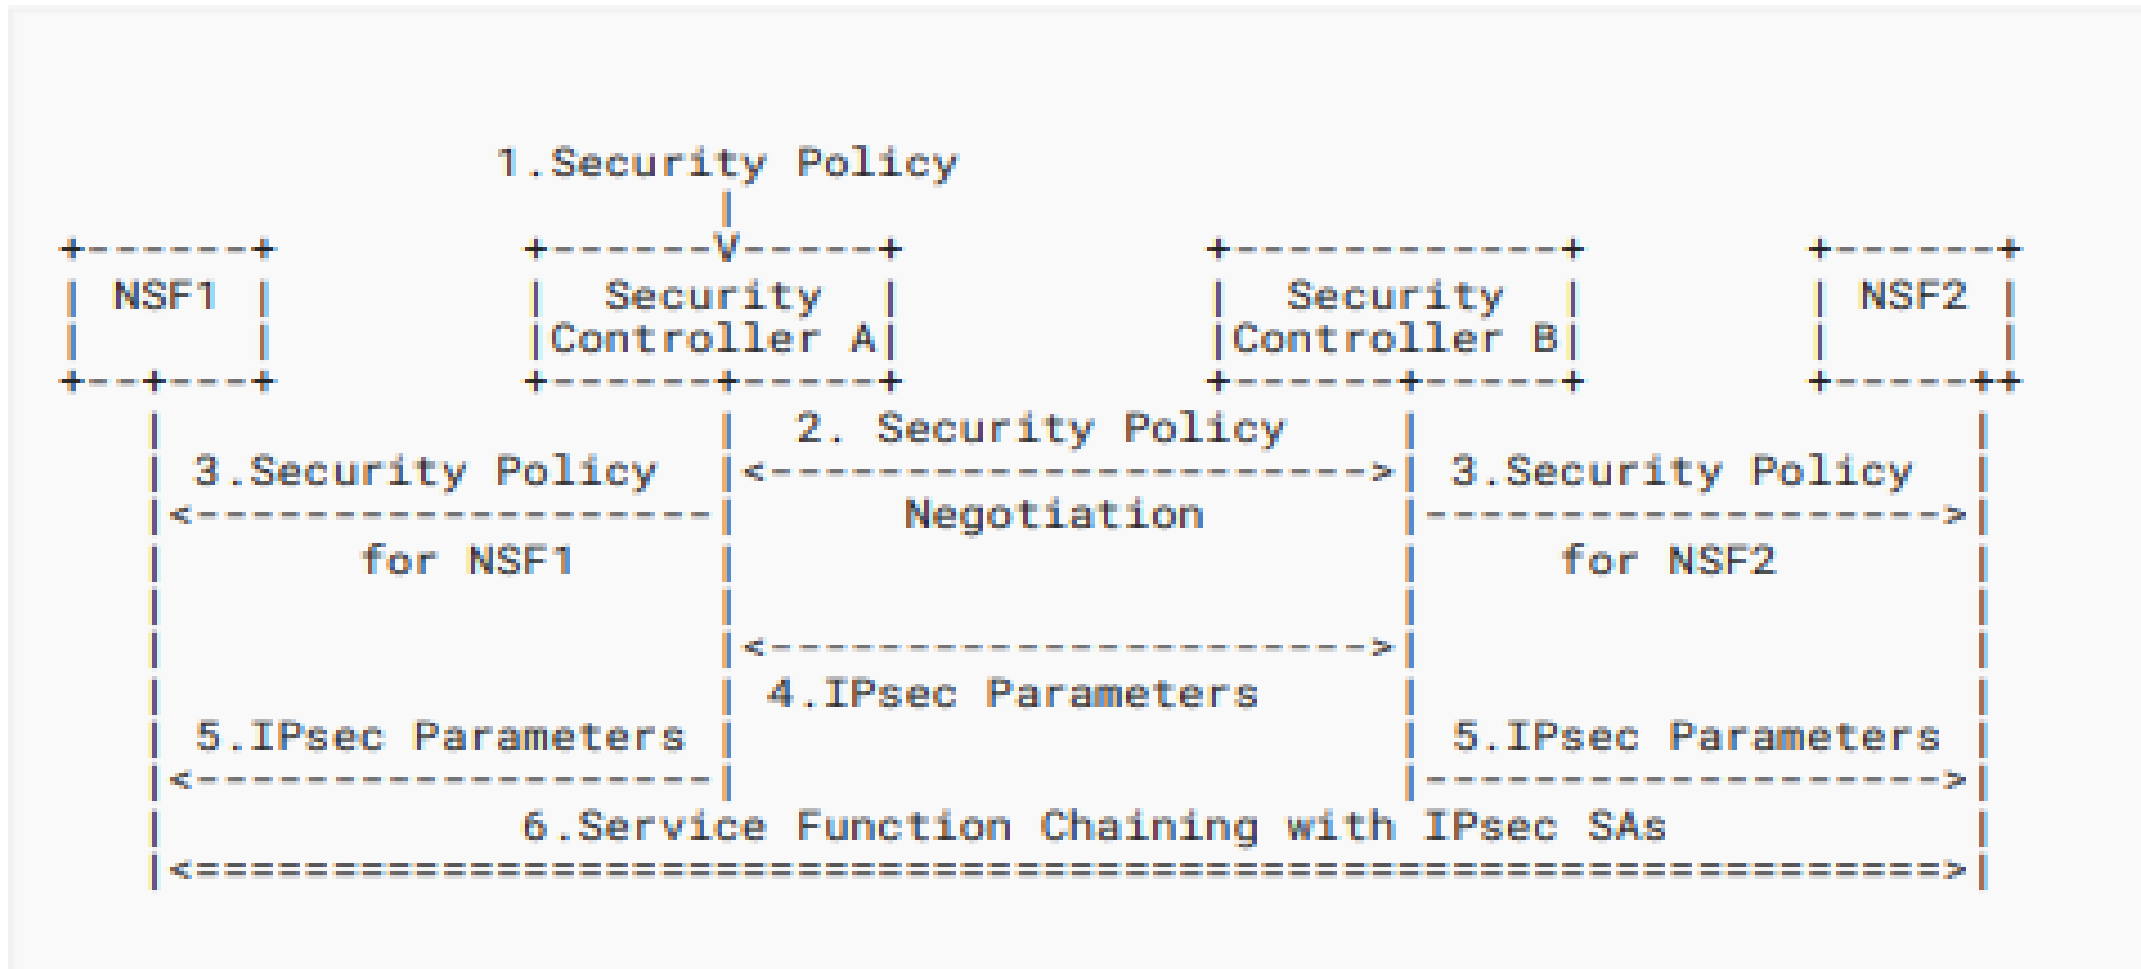 1.Security Policy
                        |
+------+         +------V-----+           +------------+        +------+
| NSF1 |         |  Security  |           |  Security  |        | NSF2 |
|      |         |Controller A|           |Controller B|        |      |
+--+---+         +------+-----+           +------+-----+        +-----++
   |                    |  2. Security Policy    |                    |
   | 3.Security Policy  |<---------------------->| 3.Security Policy  |
   |<-------------------|      Negotiation       |------------------->|
   |       for NSF1     |                        |     for NSF2       |
   |                    |                        |                    |
   |                    |<---------------------->|                    |
   |                    | 4.IPsec Parameters     |                    |
   | 5.IPsec Parameters |                        | 5.IPsec Parameters |
   |<-------------------|                        |------------------->|
   |            6.Service Function Chaining with IPsec SAs            |
   |<================================================================>|